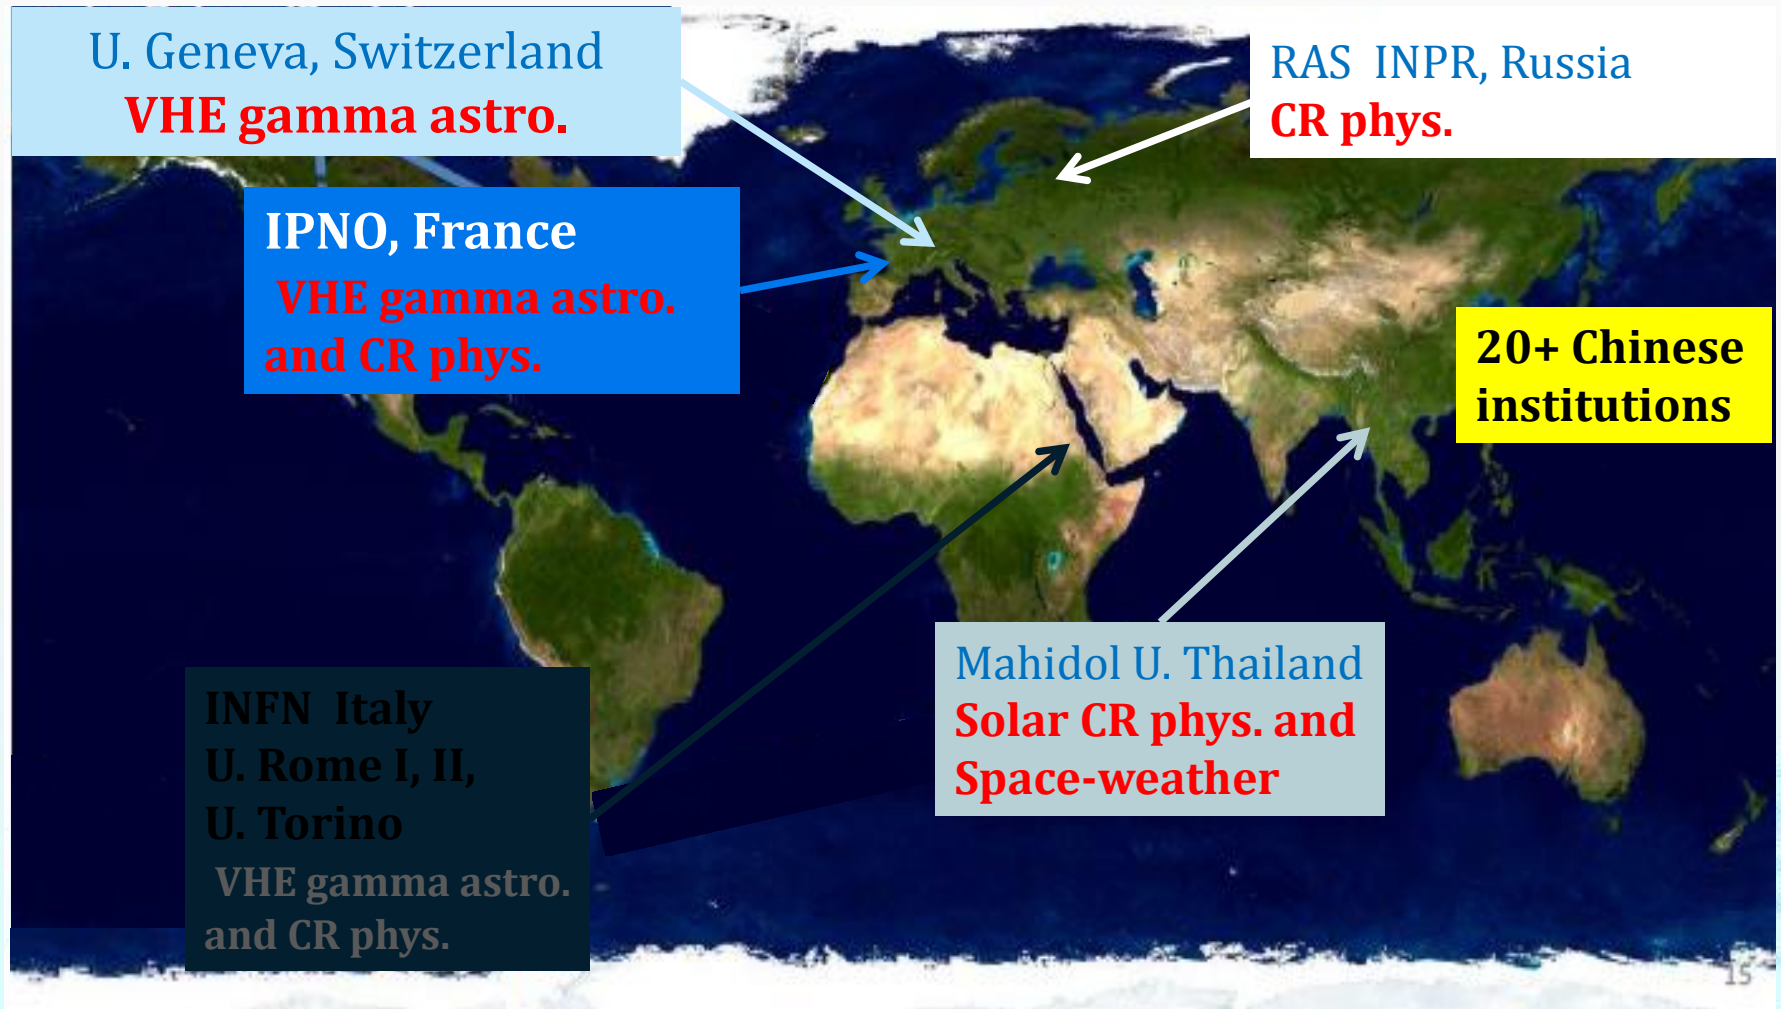 U. Geneva, Switzerland
VHE gamma astro.
RAS INPR, Russia
CR phys.
IPNO, France
VHE gamma astro.
and CR phys.
20+ Chinese
institutions
Mahidol U. Thailand
Solar CR phys. and
Space-weather
INFN Italy
U. Rome I, II,
U. Torino
VHE gamma astro.
and CR phys.
15